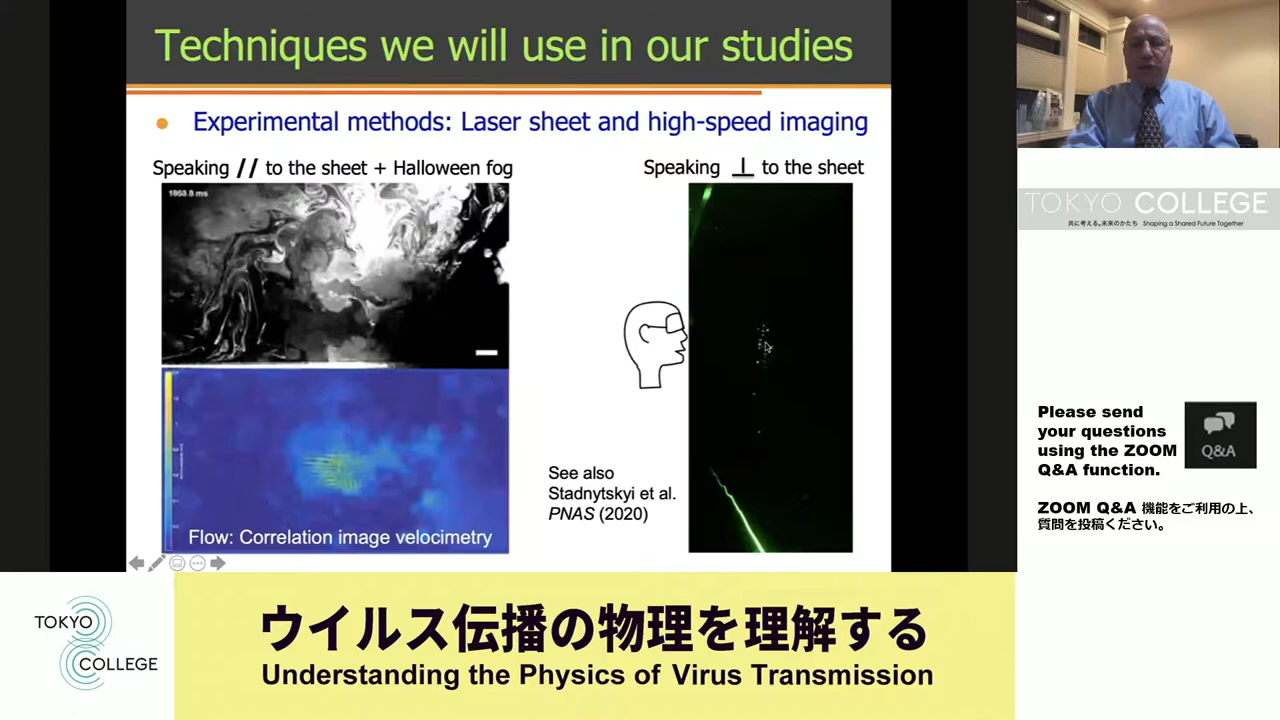 Techniques we will use in our studies
Experimental methods: Laser sheet and high-speed imaging
Speaking // to the sheet + Halloween fog
Speaking ⊥ to the sheet
1953.8 ms
See also
Stadnytskyi et al.
PNAS (2020)
Flow: Correlation image velocimetry
TOKYO COLLEGE
共に考える、未来のかたち Shaping a Shared Future Together
Please send
your questions
using the ZOOM
Q&A function.
Q&A
ZOOM Q&A 機能をご利用の上、
質問を投稿ください。
TOKYO
COLLEGE
ウイルス伝播の物理を理解する
Understanding the Physics of Virus Transmission